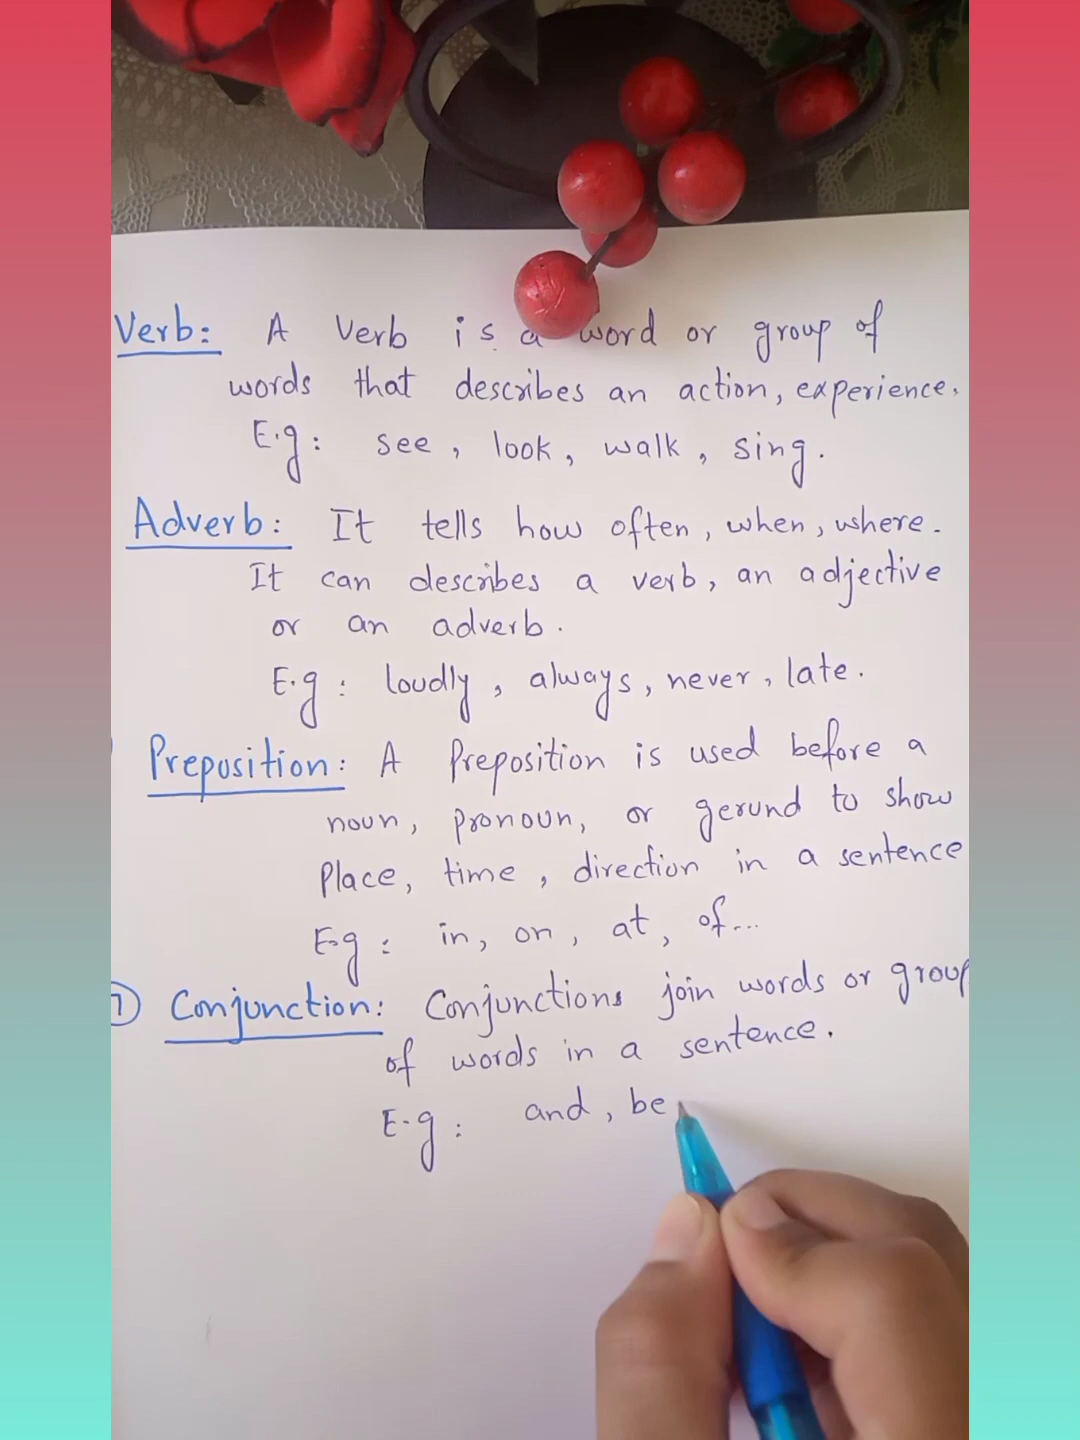 Verb: A Verb is a word or group of
words that describes an action, experience.
E.g: see, look, walk, sing.
Adverb: It tells how often, when, where.
It can describes a verb, an adjective
or an adverb.
E.g: loudly, always, never, late.
Preposition: A Preposition is used before a
noun, pronoun, or gerund to show
Place, time, direction in a sentence
E.g: in, on, at, of...
7 Conjunction: Conjunctions join words or group
of words in a sentence.
E.g: and, be